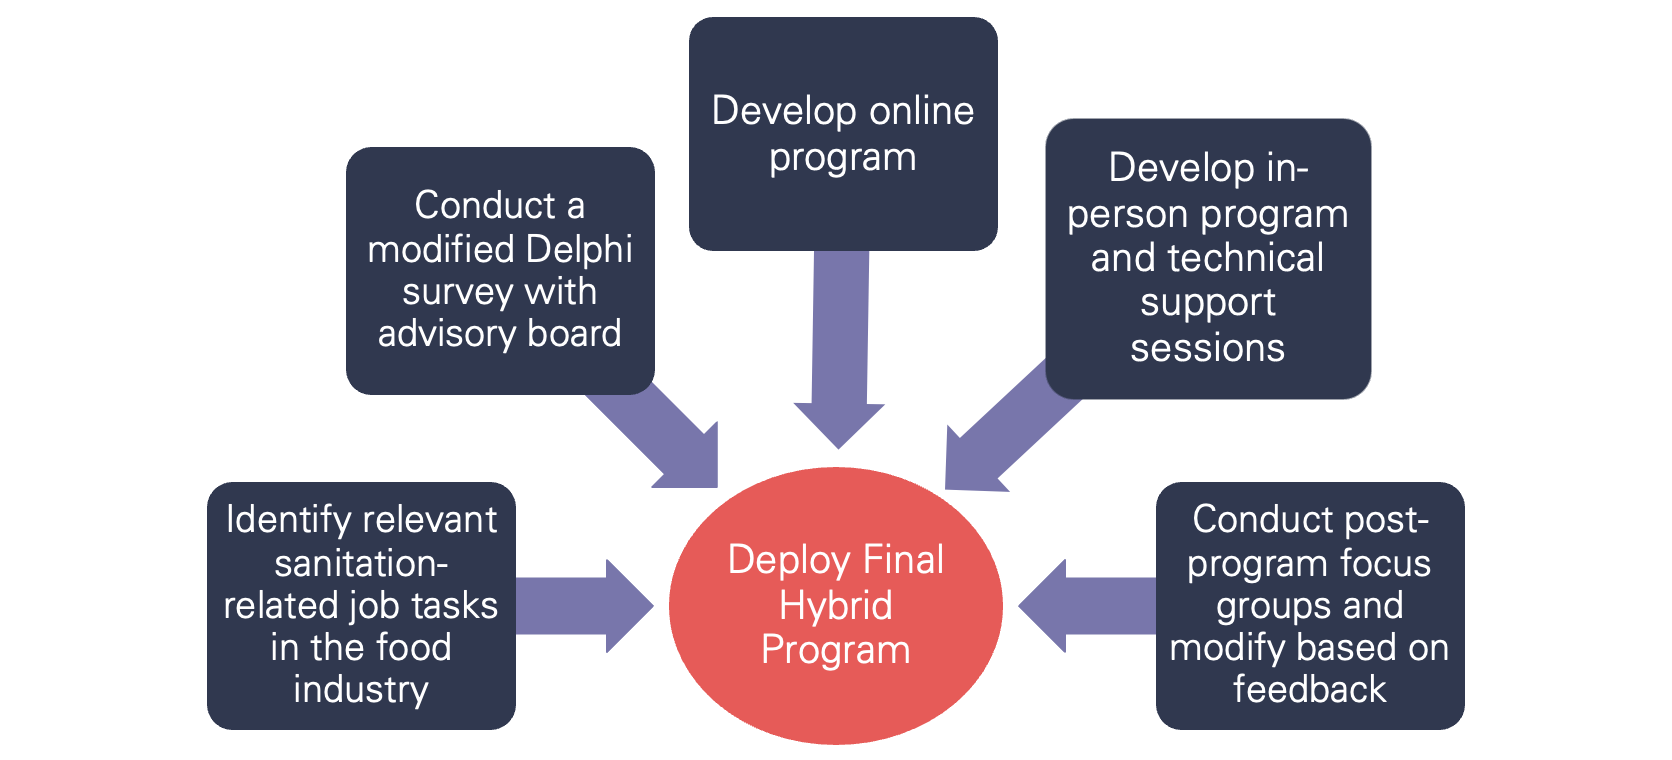 Develop online
program
Conduct a
modified Delphi
survey with
advisory board
Develop in-
person program
and technical
support
sessions
Identify relevant
sanitation-
related job tasks
in the food
industry
Deploy Final
Hybrid
Program
Conduct post-
program focus
groups and
modify based on
feedback